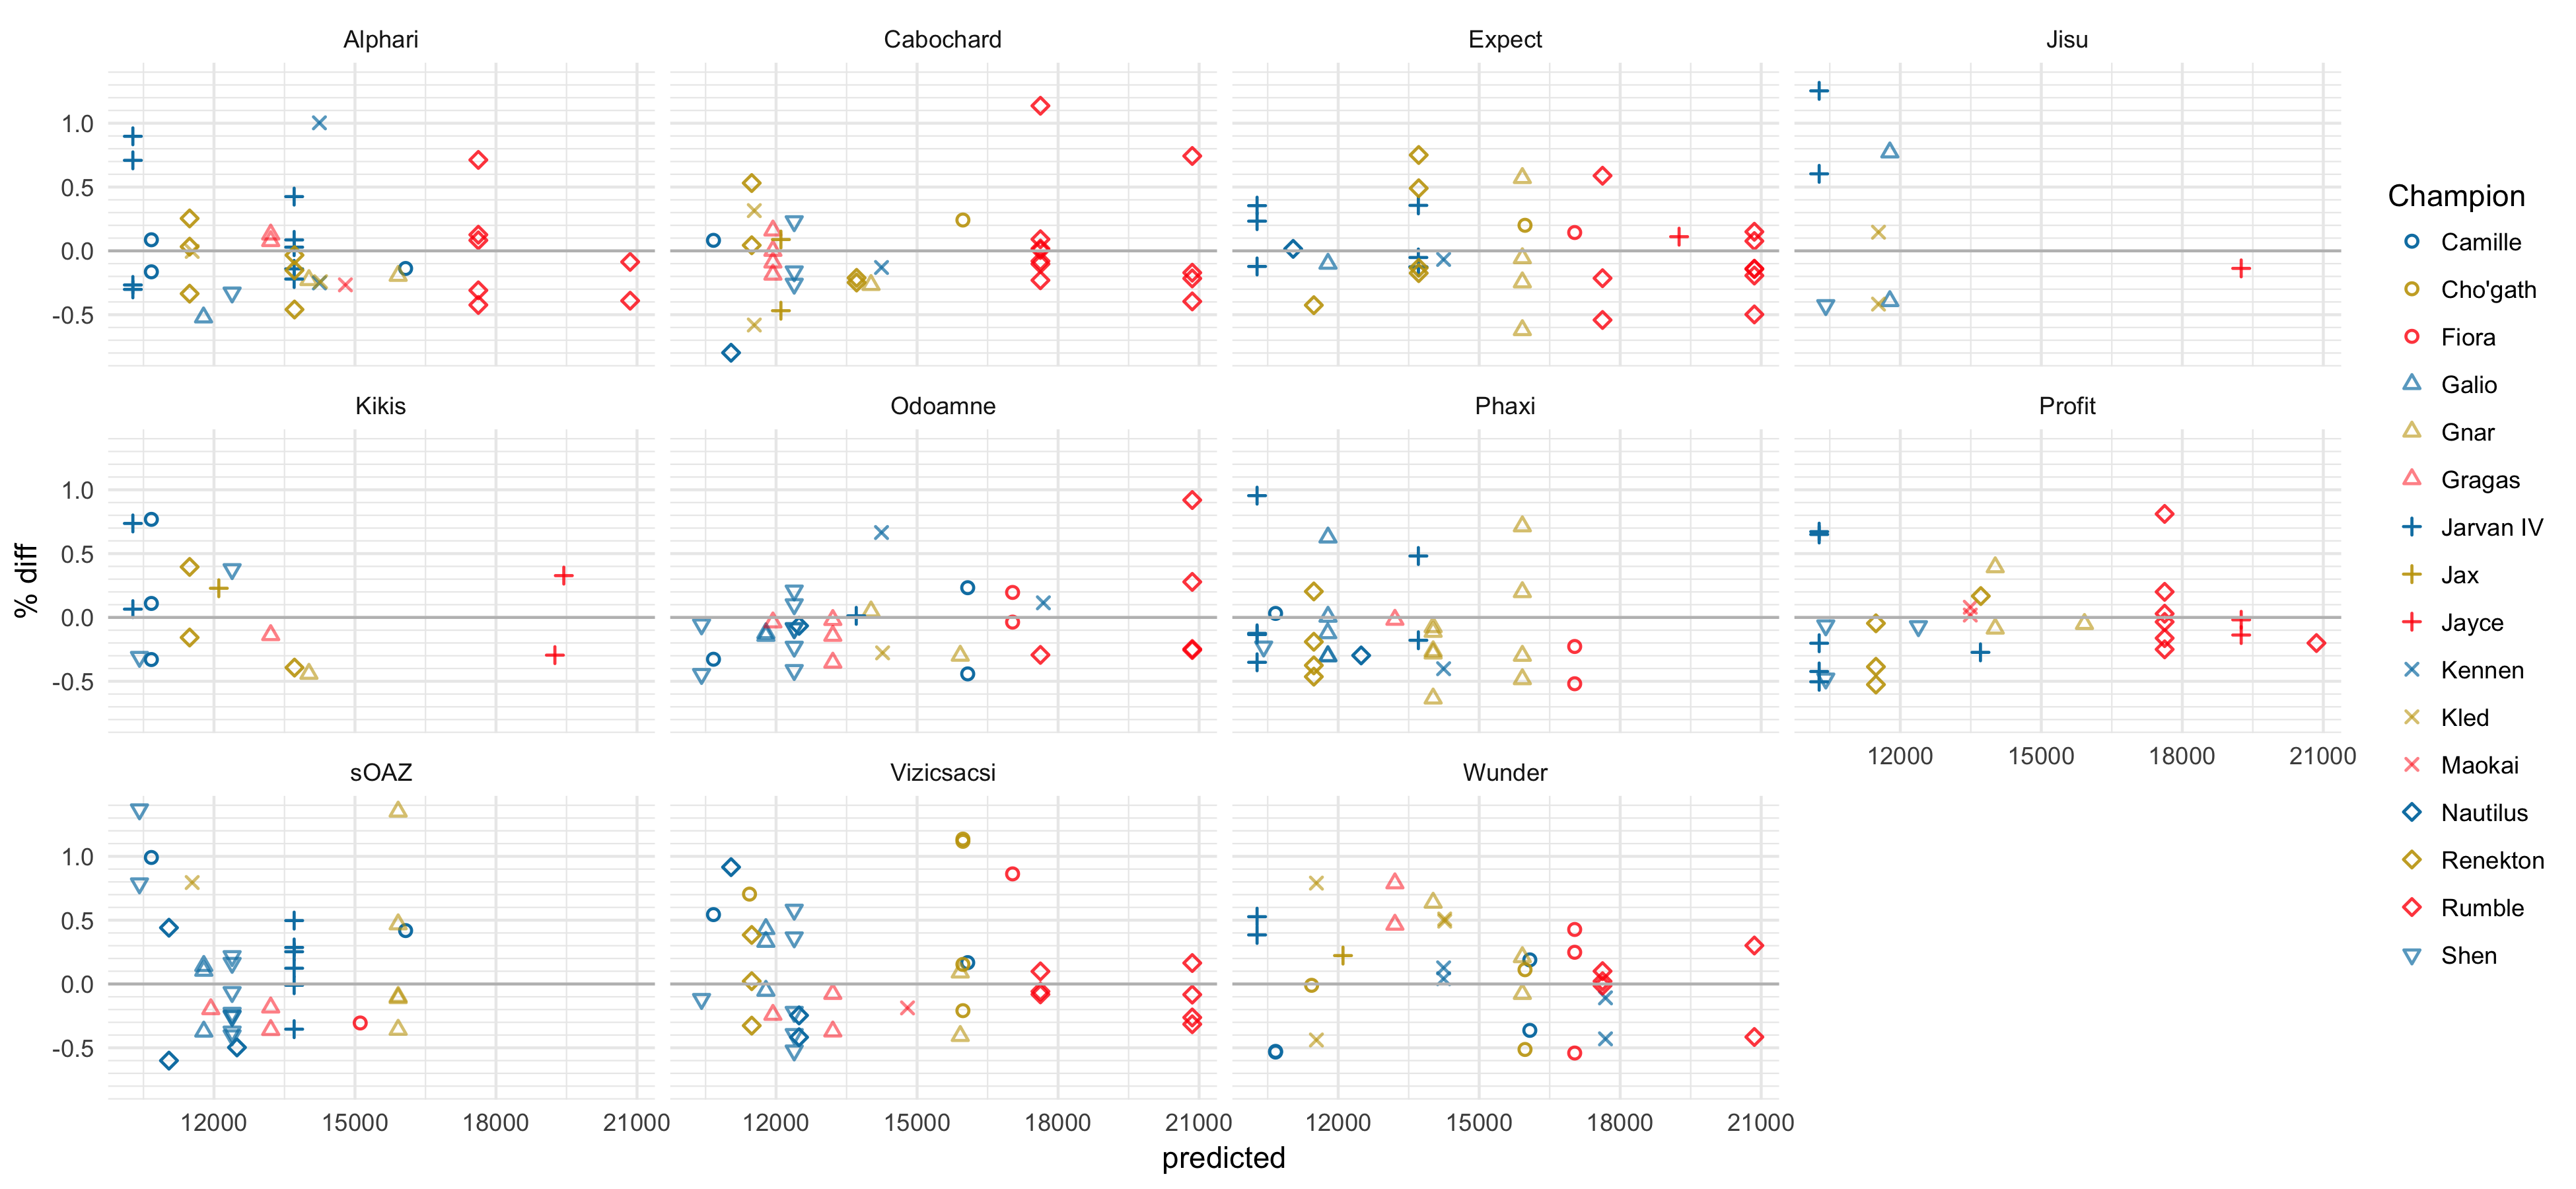 Alphari
Cabochard
Expect
Jisu
1.0
0.5
0.0
-0.5
Kikis
Odoamne
Phaxi
Profit
1.0
0.5
0.0
-0.5
12000 15000 18000 21000
sOAZ
Vizicsacsi
Wunder
1.0
0.5
0.0
-0.5
12000 15000 18000 21000
12000 15000 18000 21000
12000 15000 18000 21000
predicted
% diff
Champion
Camille
Cho'gath
Fiora
Galio
Gnar
Gragas
Jarvan IV
Jax
Jayce
Kennen
Kled
Maokai
Nautilus
Renekton
Rumble
Shen